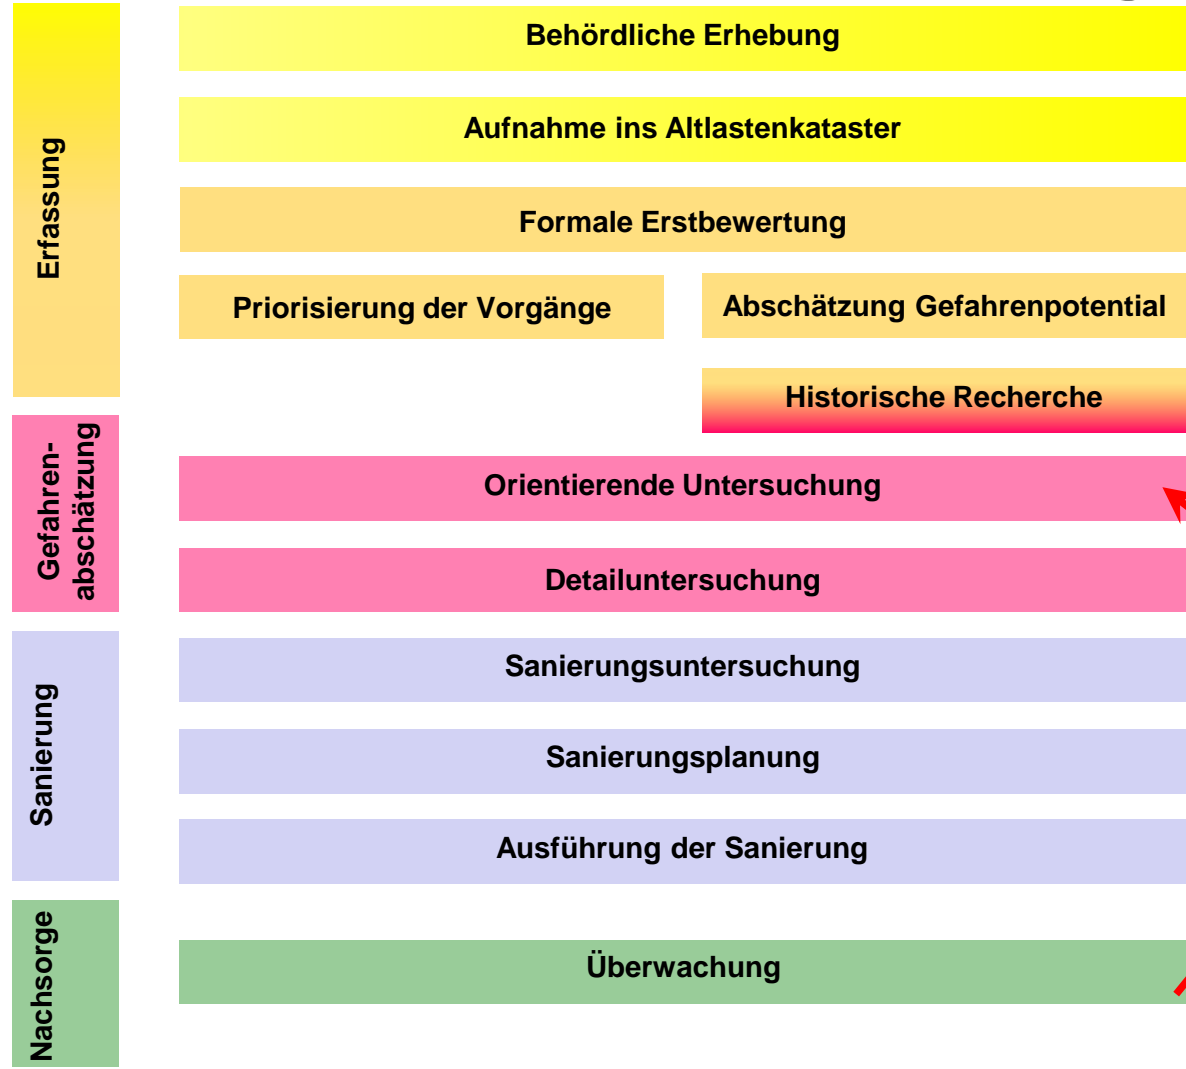 Erfassung
Behördliche Erhebung
Aufnahme ins Altlastenkataster
Formale Erstbewertung
Priorisierung der Vorgänge
Abschätzung Gefahrenpotential
Historische Recherche
Gefahren-
abschätzung
Orientierende Untersuchung
Detailuntersuchung
Sanierung
Sanierungsuntersuchung
Sanierungsplanung
Ausführung der Sanierung
Nachsorge
Überwachung